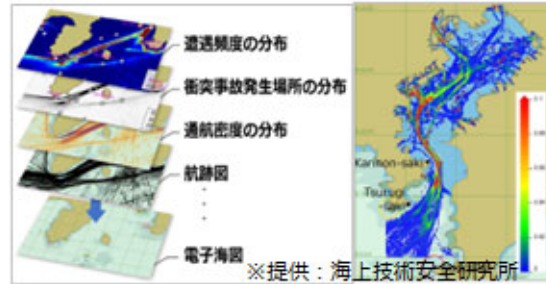 遭遇頻度の分布
衝突事故発生場所の分布
通航密度の分布
航跡図
電子海図
Kannon-saki
Tsurugi
-saki
※提供：海上技術安全研究所